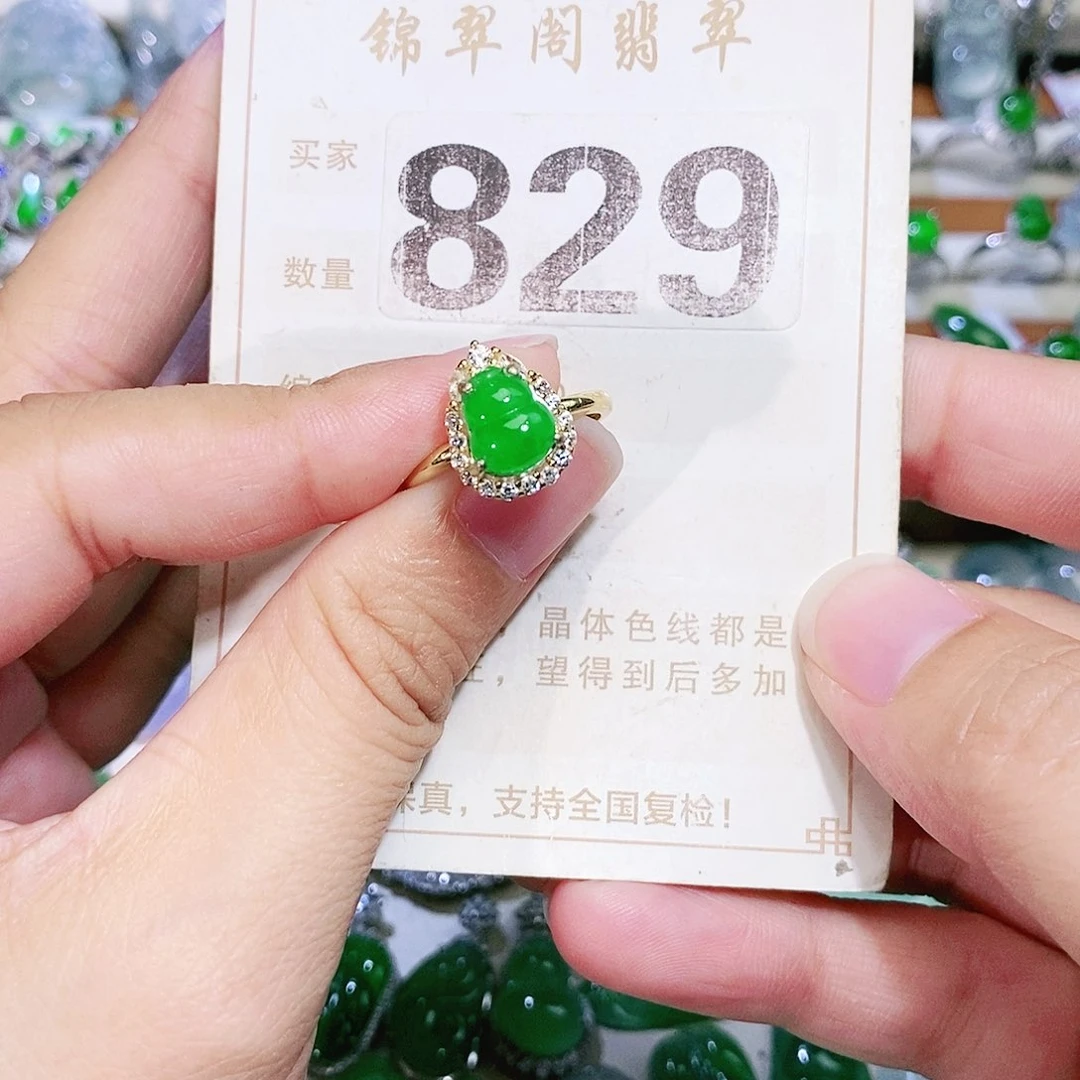 锦翠阁翡翠
买家
829
数量
晶体色线都是
，望得到后多加
真，支持全国复检！